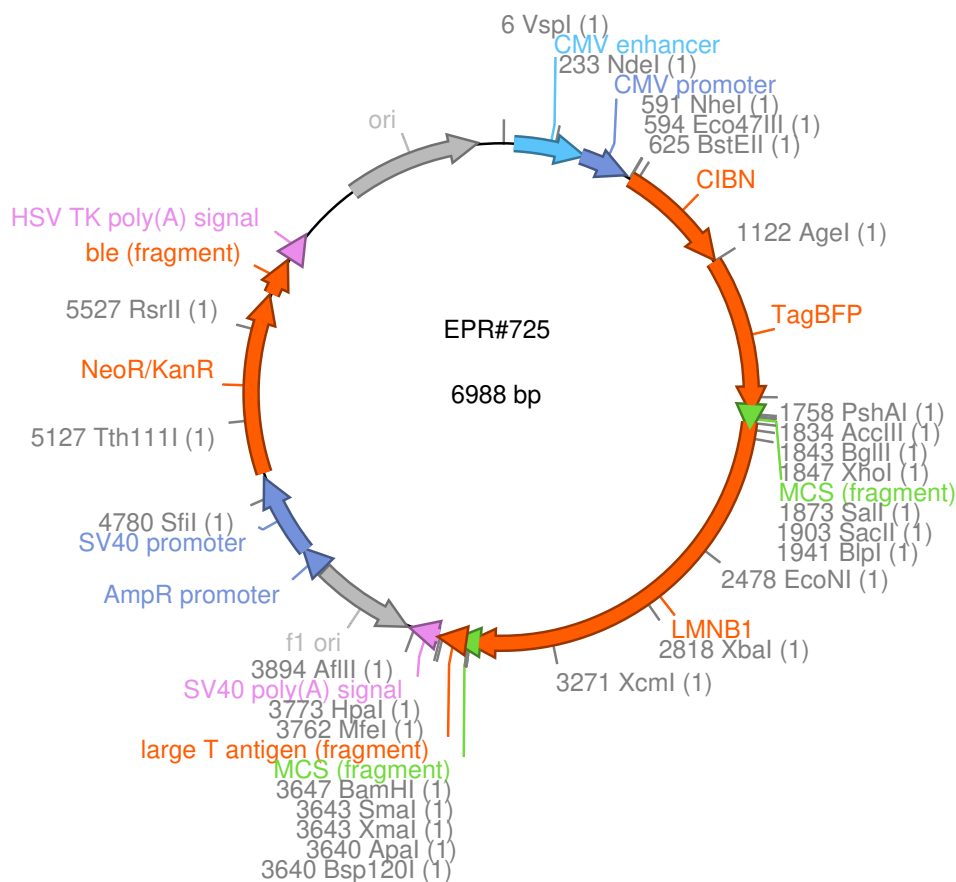 6 VspI (1)
CMV enhancer
233 NdeI (1)
CMV promoter
591 NheI (1)
594 Eco47III (1)
625 BstEII (1)
CIBN
1122 AgeI (1)
TagBFP
1758 PshAI (1)
1834 AccIII (1)
1843 BglII (1)
1847 XhoI (1)
MCS (fragment)
1873 SalI (1)
1903 SacII (1)
1941 BlpI (1)
2478 EcoNI (1)
LMNB1
2818 XbaI (1)
3271 XcmI (1)
ori
HSV TK poly(A) signal
ble (fragment)
5527 RsrII (1)
NeoR/KanR
5127 Tth111I (1)
4780 SfiI (1)
SV40 promoter
AmpR promoter
f1 ori
3894 AflII (1)
SV40 poly(A) signal
3773 HpaI (1)
3762 MfeI (1)
large T antigen (fragment)
MCS (fragment)
3647 BamHI (1)
3643 SmaI (1)
3643 XmaI (1)
3640 ApaI (1)
3640 Bsp120I (1)
EPR#725
6988 bp